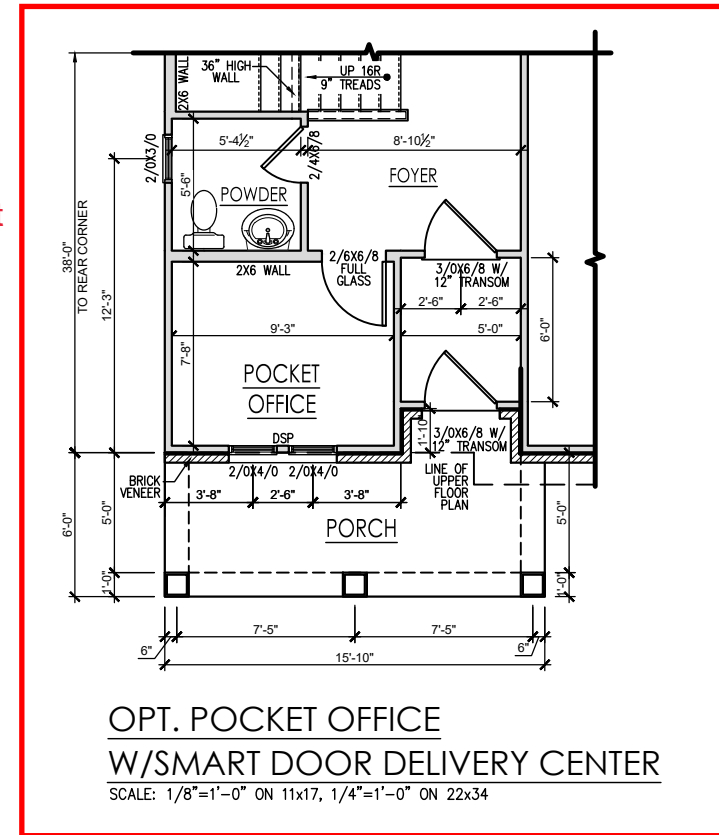 36" HIGH
WALL
UP 16R
9" TREADS
2X6 WALL
2/0X3/0
5'-4½"
2/4X6/8
8'-10½"
FOYER
5'-6"
POWDER
38'-0"
TO REAR CORNER
12'-3"
2X6 WALL
2/6X6/8
FULL
GLASS
3/0X6/8 W/
12" TRANSOM
2'-6"
2'-6"
9'-3"
5'-0"
6'-0"
7'-8"
POCKET
OFFICE
DSP
1'-10"
3/0X6/8 W/
12" TRANSOM
2/0X4/0
2/0X4/0
BRICK
VENEER
LINE OF
UPPER
FLOOR
PLAN
3'-8"
2'-6"
3'-8"
6'-0"
5'-0"
PORCH
5'-0"
1'-0"
1'-0"
7'-5"
7'-5"
6"
6"
15'-10"
OPT. POCKET OFFICE
W/SMART DOOR DELIVERY CENTER
SCALE: 1/8"=1'-0" ON 11x17, 1/4"=1'-0" ON 22x34